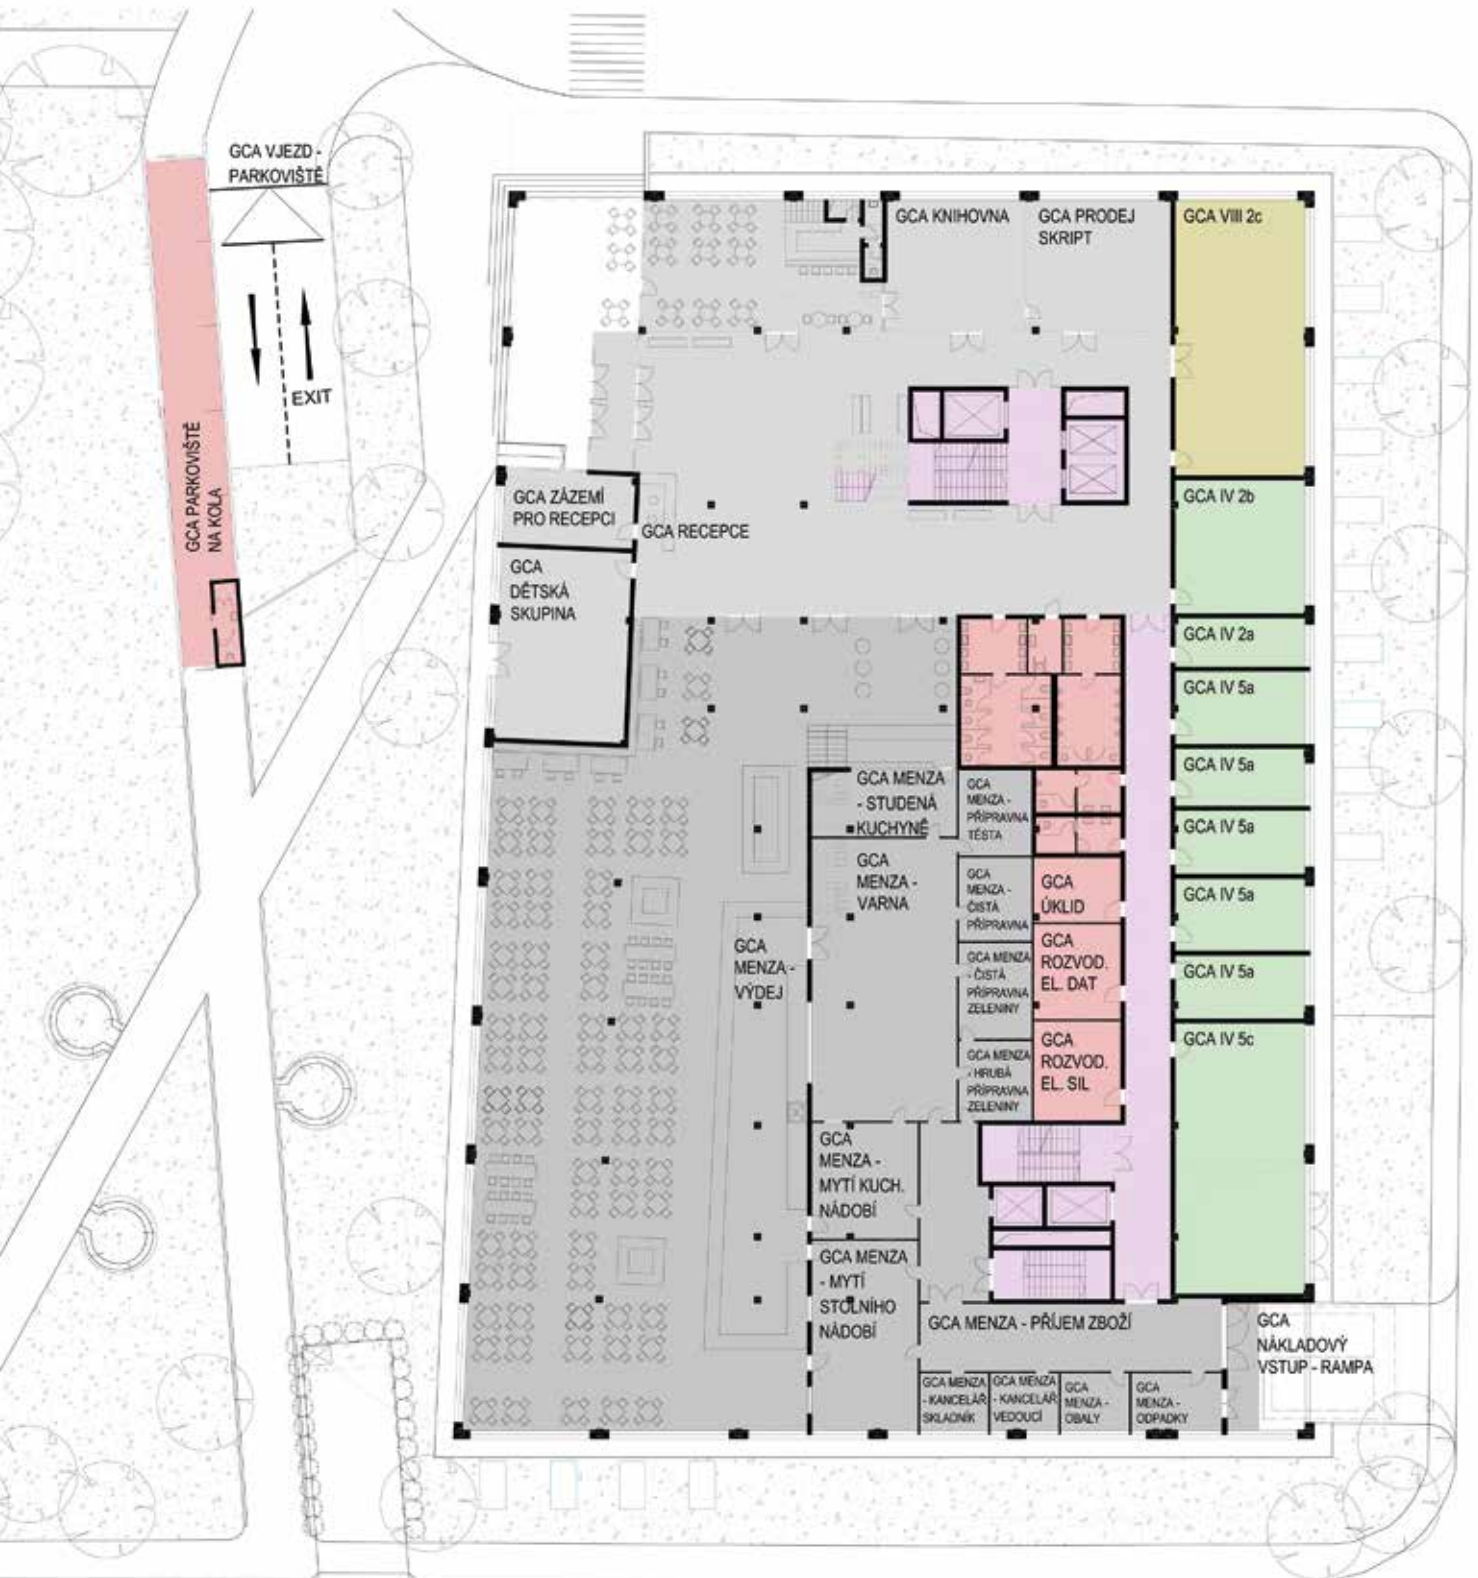 GCA VJEZD -
PARKOVIŠTĚ
EXIT
GCA PARKOVIŠTĚ
NA KOLA
GCA KNIHOVNA
GCA PRODEJ
SKRIPT
GCA VIII 2c
GCA ZÁZEMÍ
PRO RECEPCI
GCA RECEPCE
GCA IV 2b
GCA
DĚTSKÁ
SKUPINA
GCA IV 2a
GCA IV 5a
GCA IV 5a
GCA IV 5a
GCA IV 5a
GCA IV 5a
GCA IV 5c
GCA MENZA
- STUDENÁ
KUCHYNĚ
GCA
MENZA -
PŘÍPRAVNA
TĚSTA
GCA
MENZA -
VARNA
GCA
MENZA -
ČISTÁ
PŘÍPRAVNA
GCA
ÚKLID
GCA
MENZA -
VÝDEJ
GCA MENZA
- ČISTÁ
PŘÍPRAVNA
ZELENINY
GCA
ROZVOD.
EL. DAT
GCA MENZA
- HRUBÁ
PŘÍPRAVNA
ZELENINY
GCA
ROZVOD.
EL. SIL
GCA
MENZA -
MYTÍ KUCH.
NÁDOBÍ
GCA MENZA
- MYTÍ
STOLNÍHO
NÁDOBÍ
GCA MENZA - PŘÍJEM ZBOŽÍ
GCA
NÁKLADOVÝ
VSTUP - RAMPA
GCA MENZA
- KANCELÁŘ
SKLADNÍK
GCA MENZA
- KANCELÁŘ
VEDOUCÍ
GCA
MENZA -
OBALY
GCA
MENZA -
ODPADKY